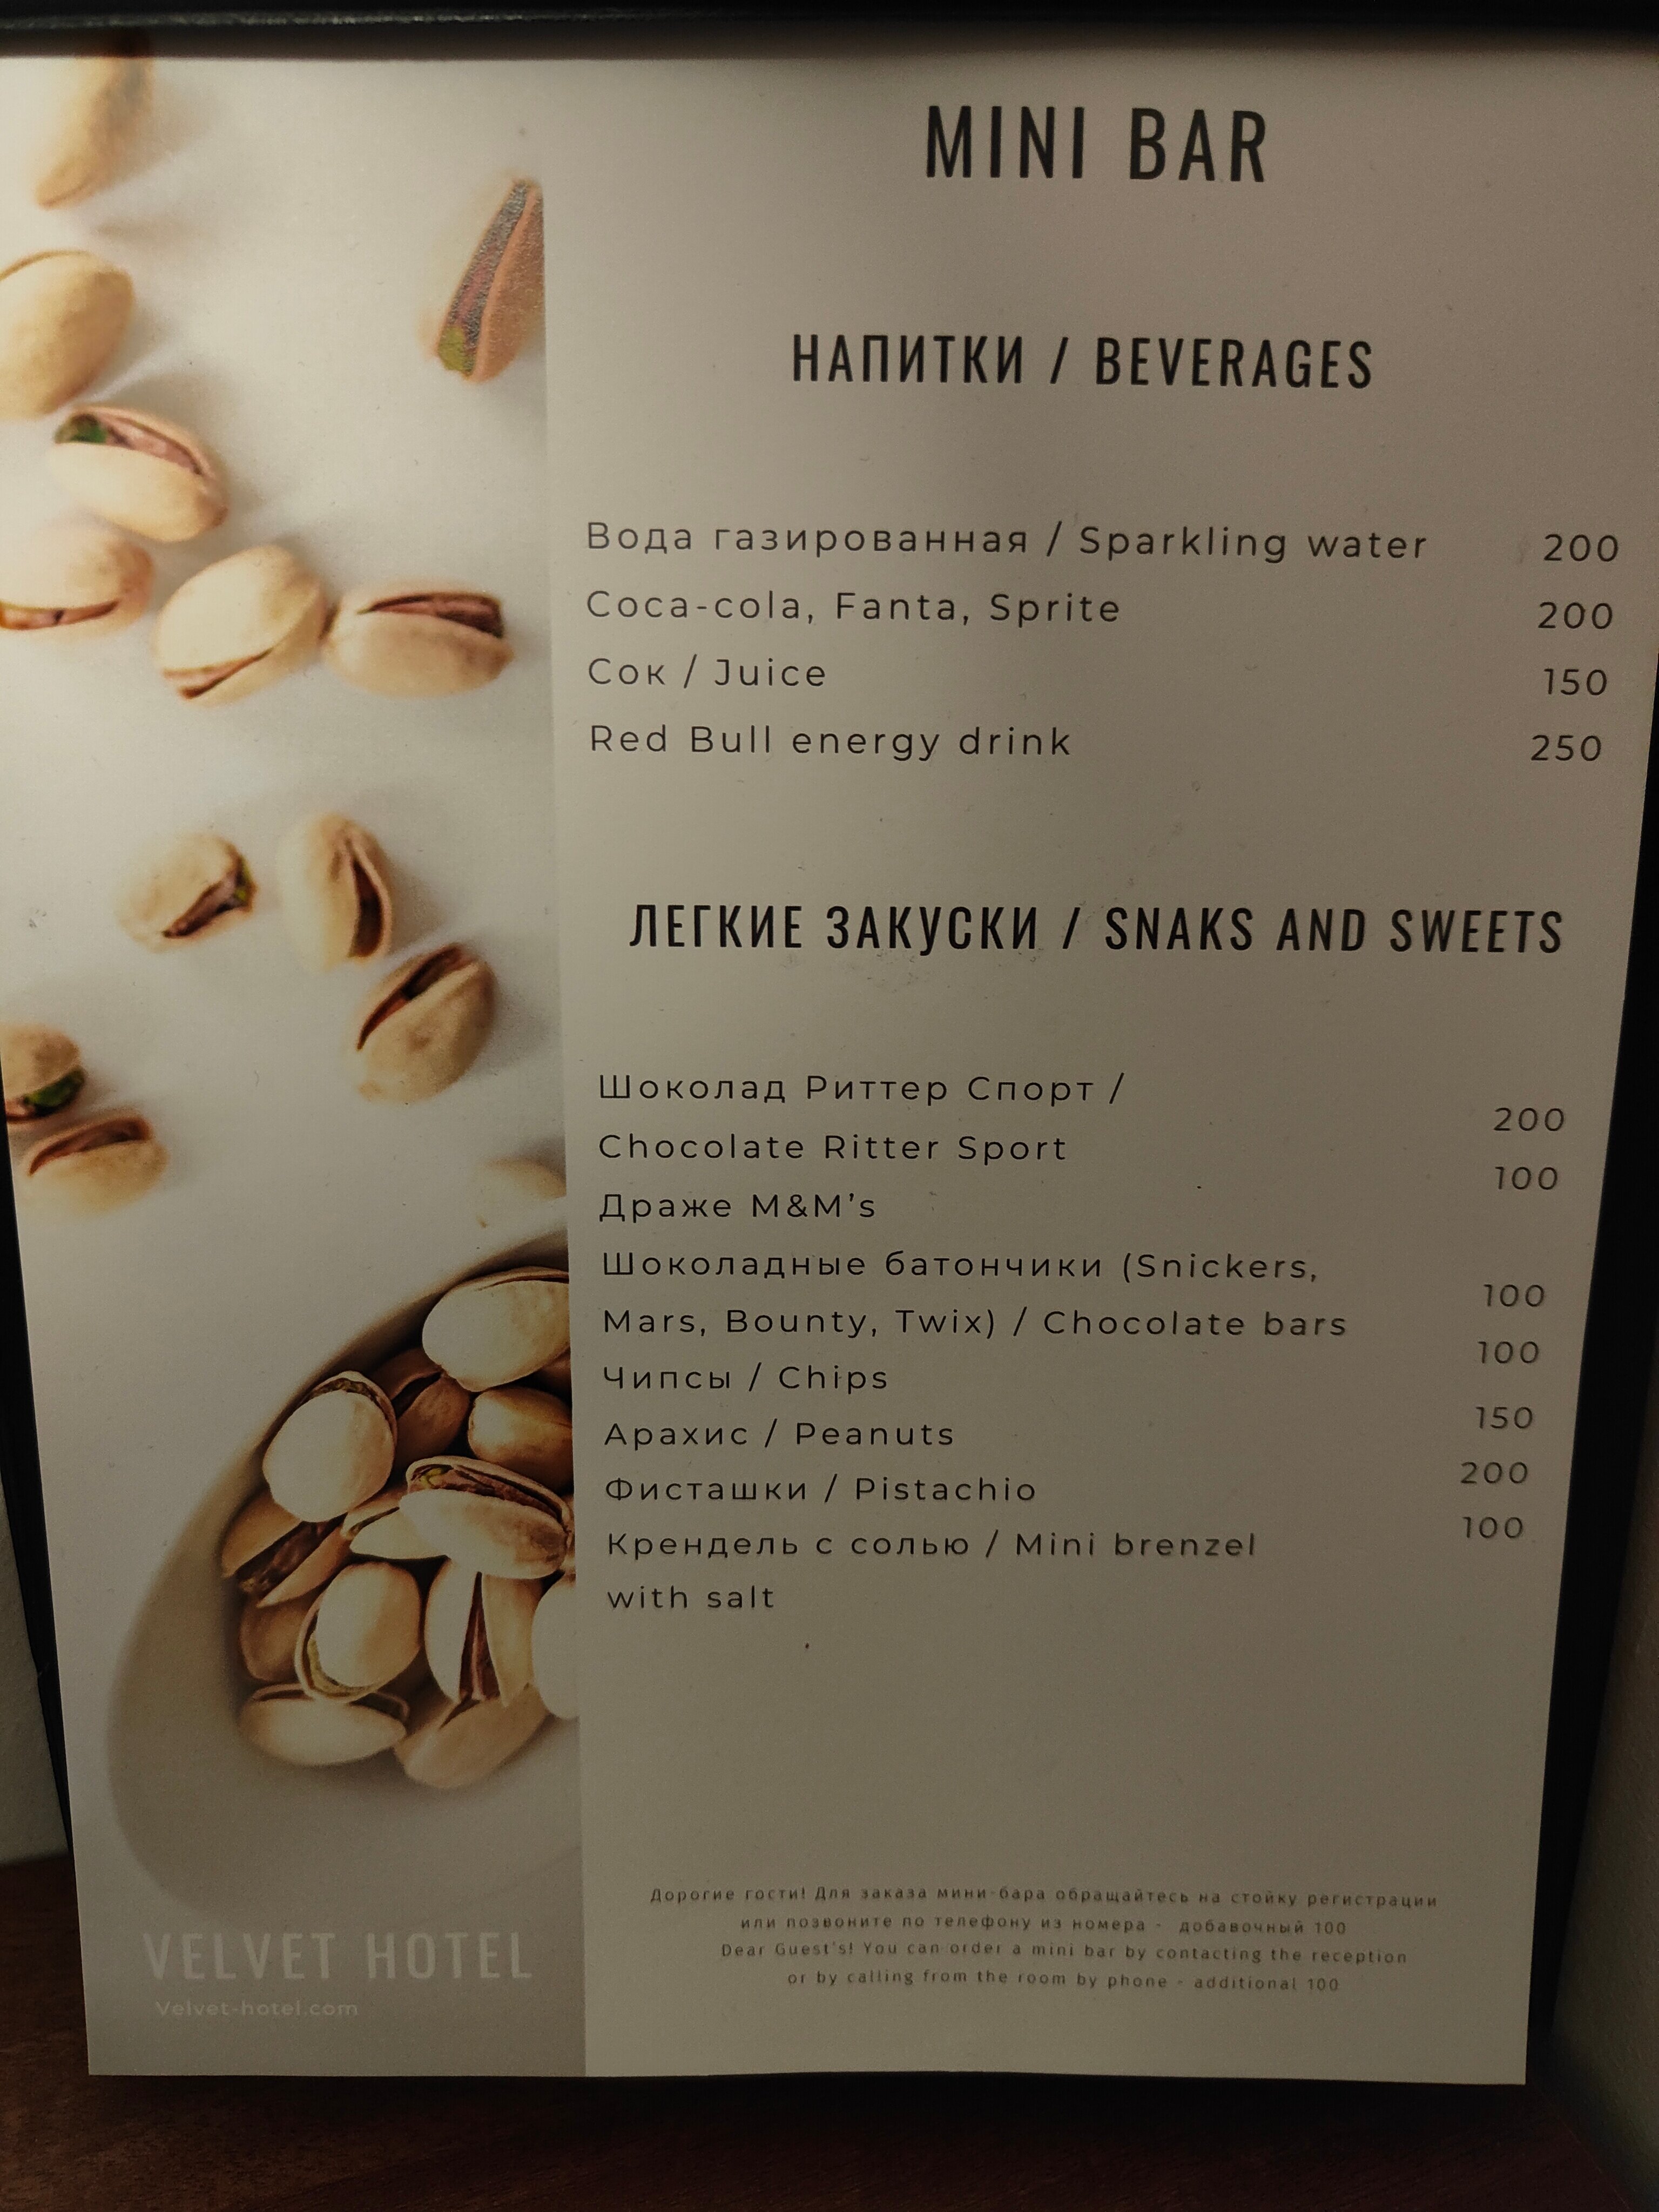 MINI BAR
НАПИТКИ / BEVERAGES
Вода газированная / Sparkling water 200
Coca-cola, Fanta, Sprite 200
Сок / Juice 150
Red Bull energy drink 250
ЛЕГКИЕ ЗАКУСКИ / SNAKS AND SWEETS
Шоколад Риттер Спорт /
200
Chocolate Ritter Sport
100
Драже M&M's
Шоколадные батончики (Snickers,
100
Mars, Bounty, Twix) / Chocolate bars
100
Чипсы / Chips
150
Арахис / Peanuts
200
Фисташки / Pistachio
100
Крендель с солью / Mini brenzel
with salt
Дорогие гости! Для заказа мини-бара обращайтесь на стойку регистрации
или позвоните по телефону из номера - добавочный 100
Dear Guest's! You can order a mini bar by contacting the reception
or by calling from the room by phone - additional 100
VELVET HOTEL
Velvet-hotel.com